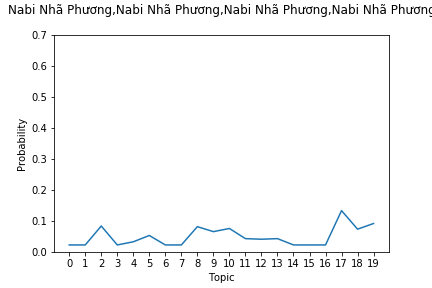 Nabi Nhã Phương,Nabi Nhã Phương,Nabi Nhã Phương,Nabi Nhã Phương
0.7
0.6
0.5
0.4
0.3
0.2
0.1
0.0
Probability
0 1 2 3 4 5 6 7 8 9 10 11 12 13 14 15 16 17 18 19
Topic